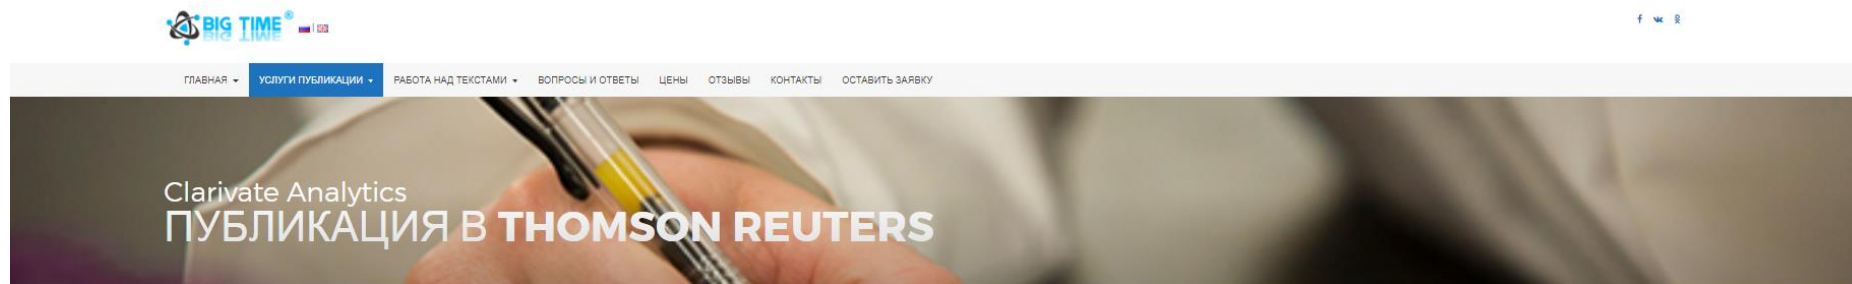 BIG TIME®
ГЛАВНАЯ УСЛУГИ ПУБЛИКАЦИИ РАБОТА НАД ТЕКСТАМИ ВОПРОСЫ И ОТВЕТЫ ЦЕНЫ ОТЗЫВЫ КОНТАКТЫ ОСТАВИТЬ ЗАЯВКУ
Clarivate Analytics
ПУБЛИКАЦИЯ В THOMSON REUTERS